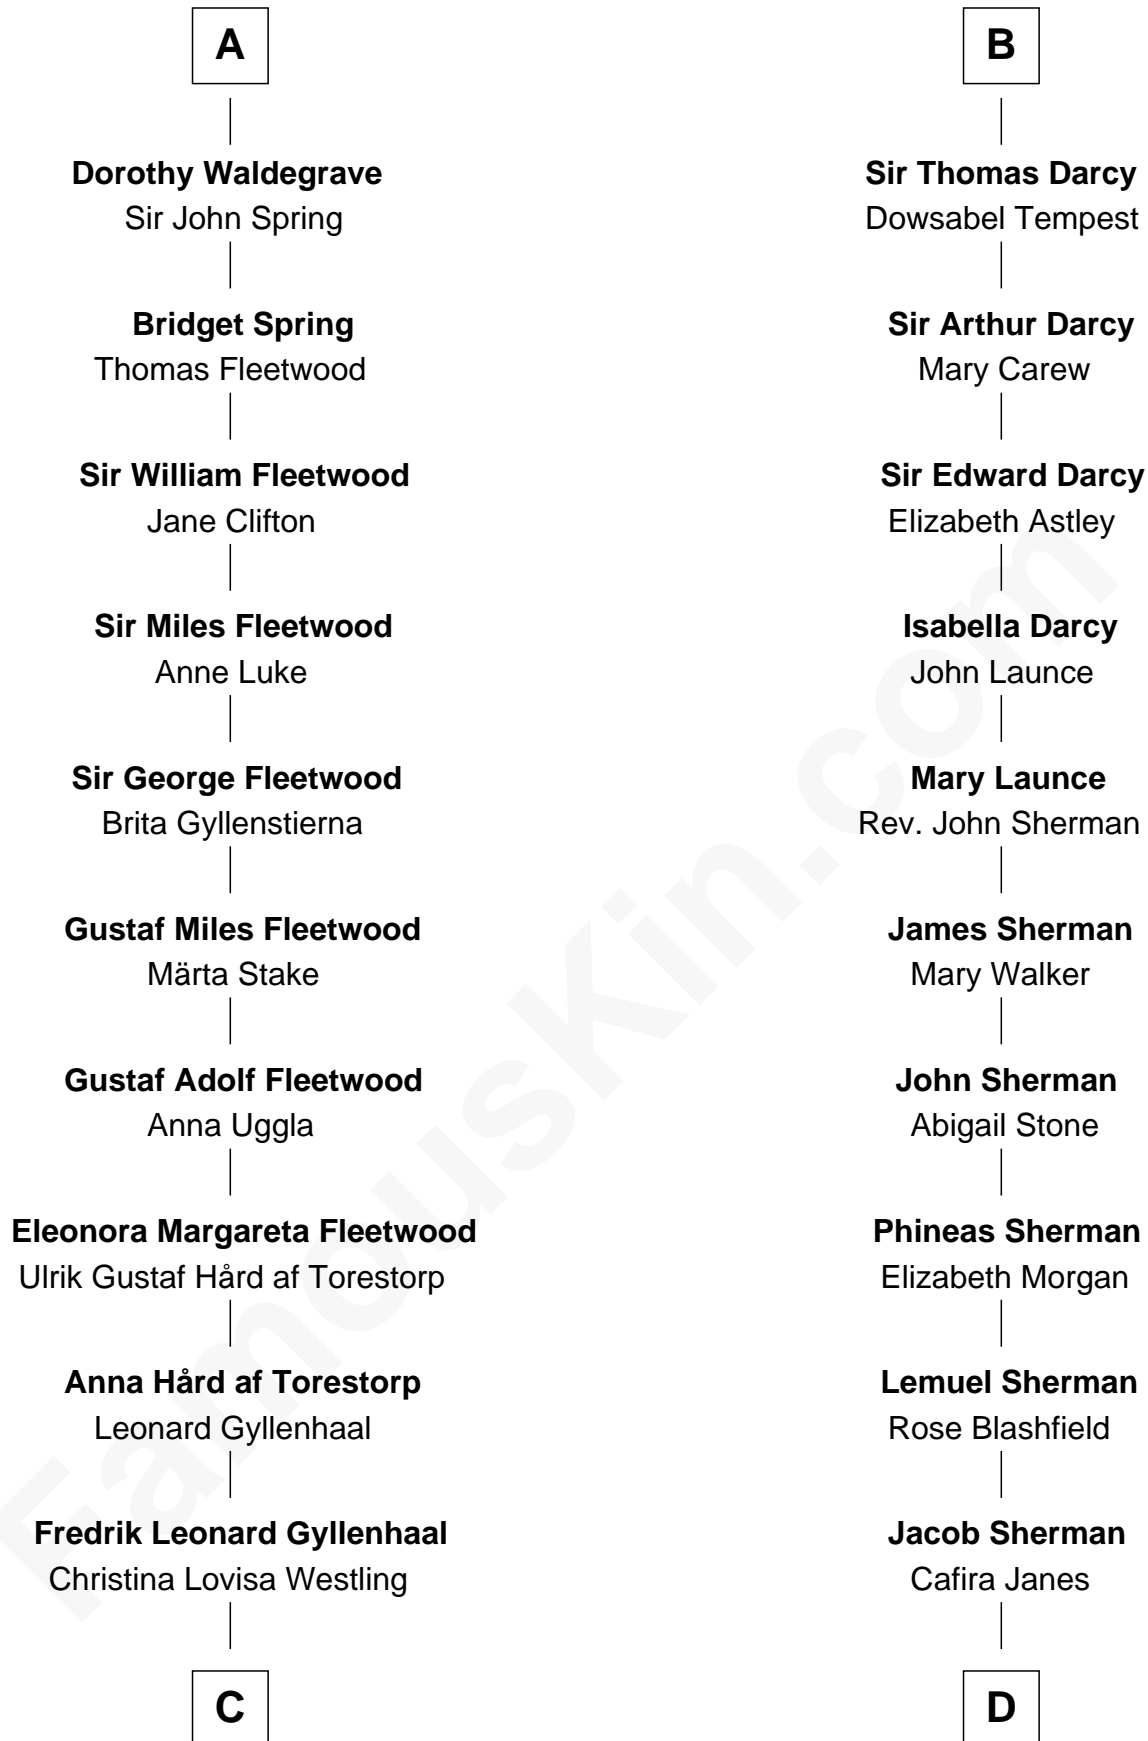 A
Dorothy Waldegrave
Sir John Spring
Bridget Spring
Thomas Fleetwood
Sir William Fleetwood
Jane Clifton
Sir Miles Fleetwood
Anne Luke
Sir George Fleetwood
Brita Gyllenstierna
Gustaf Miles Fleetwood
Märta Stake
Gustaf Adolf Fleetwood
Anna Uggla
Eleonora Margareta Fleetwood
Ulrik Gustaf Hård af Torestorp
Anna Hård af Torestorp
Leonard Gyllenhaal
Fredrik Leonard Gyllenhaal
Christina Lovisa Westling
C
B
Sir Thomas Darcy
Dowsabel Tempest
Sir Arthur Darcy
Mary Carew
Sir Edward Darcy
Elizabeth Astley
Isabella Darcy
John Launce
Mary Launce
Rev. John Sherman
James Sherman
Mary Walker
John Sherman
Abigail Stone
Phineas Sherman
Elizabeth Morgan
Lemuel Sherman
Rose Blashfield
Jacob Sherman
Cafira Janes
D
FamousKin.com